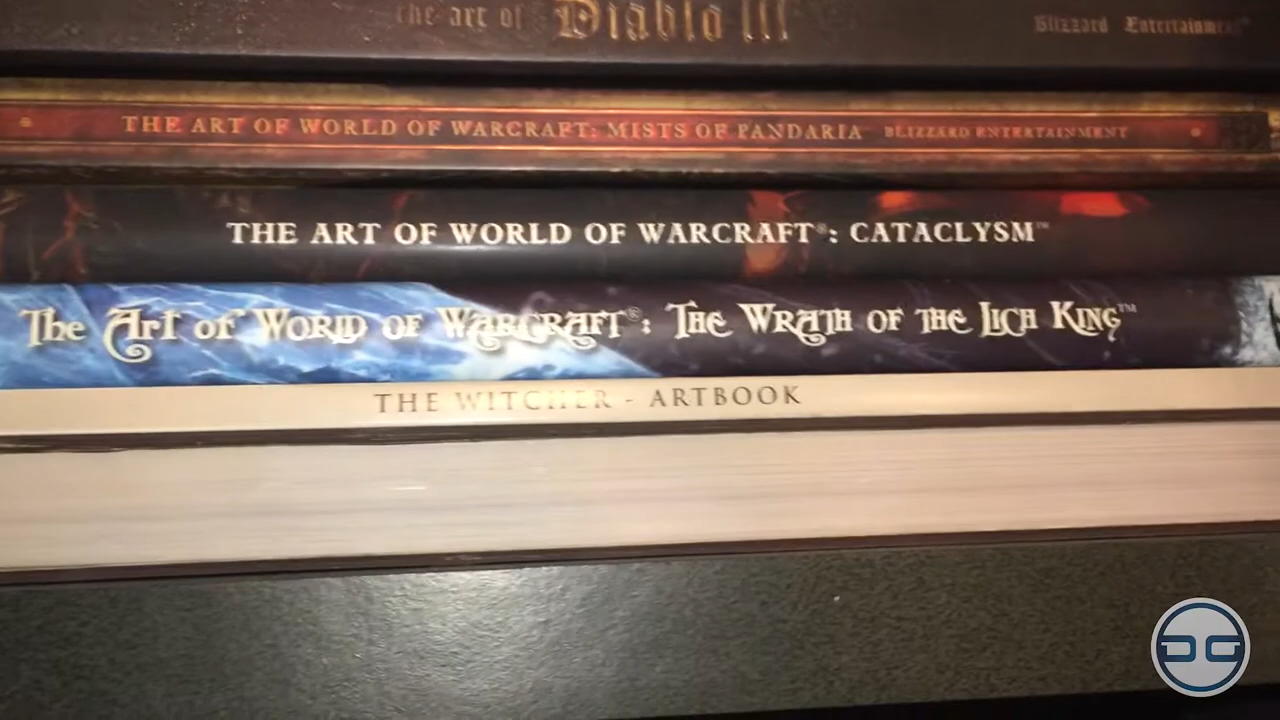 the art of Diablo III Blizzard Entertainment®
THE ART OF WORLD OF WARCRAFT: MISTS OF PANDARIA BLIZZARD ENTERTAINMENT
THE ART OF WORLD OF WARCRAFT®: CATACLYSM™
The Art of World of Warcraft®: The Wrath of the Lich King™
THE WITCHER - ARTBOOK